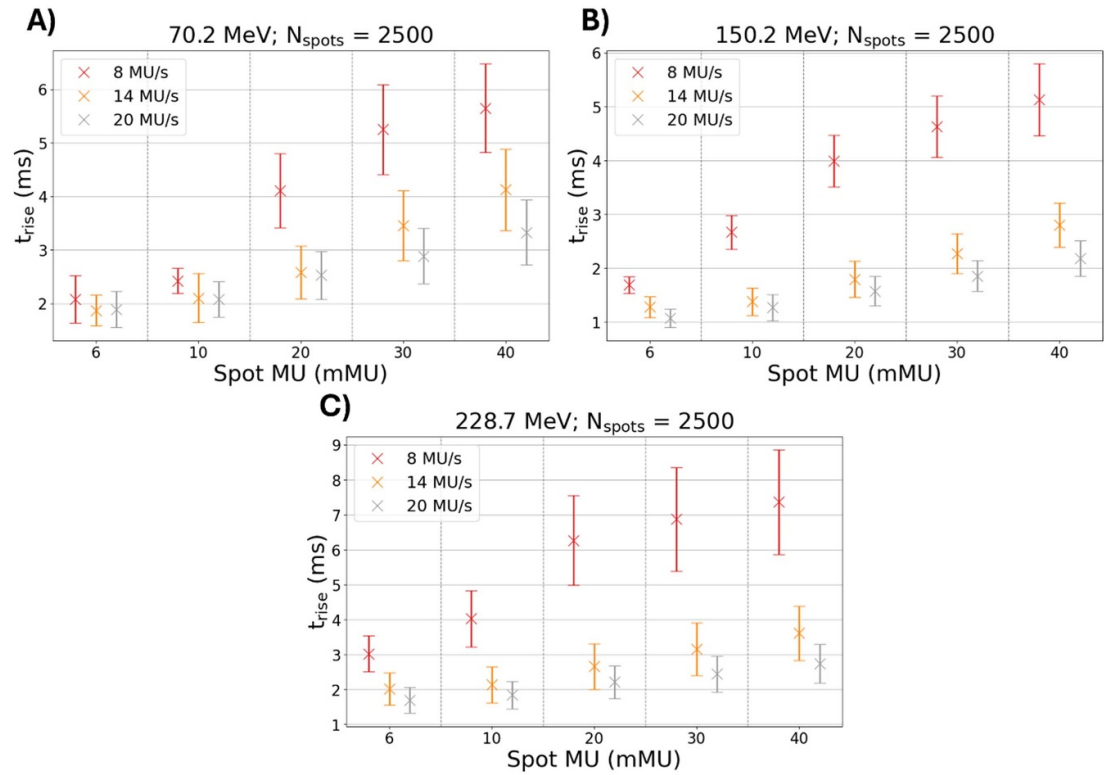 A)
70.2 MeV; N_spots = 2500
8 MU/s
14 MU/s
20 MU/s
t_rise (ms)
6
5
4
3
2
6 10 20 30 40
Spot MU (mMU)
B)
150.2 MeV; N_spots = 2500
8 MU/s
14 MU/s
20 MU/s
t_rise (ms)
6
5
4
3
2
1
6 10 20 30 40
Spot MU (mMU)
C)
228.7 MeV; N_spots = 2500
8 MU/s
14 MU/s
20 MU/s
t_rise (ms)
9
8
7
6
5
4
3
2
1
6 10 20 30 40
Spot MU (mMU)